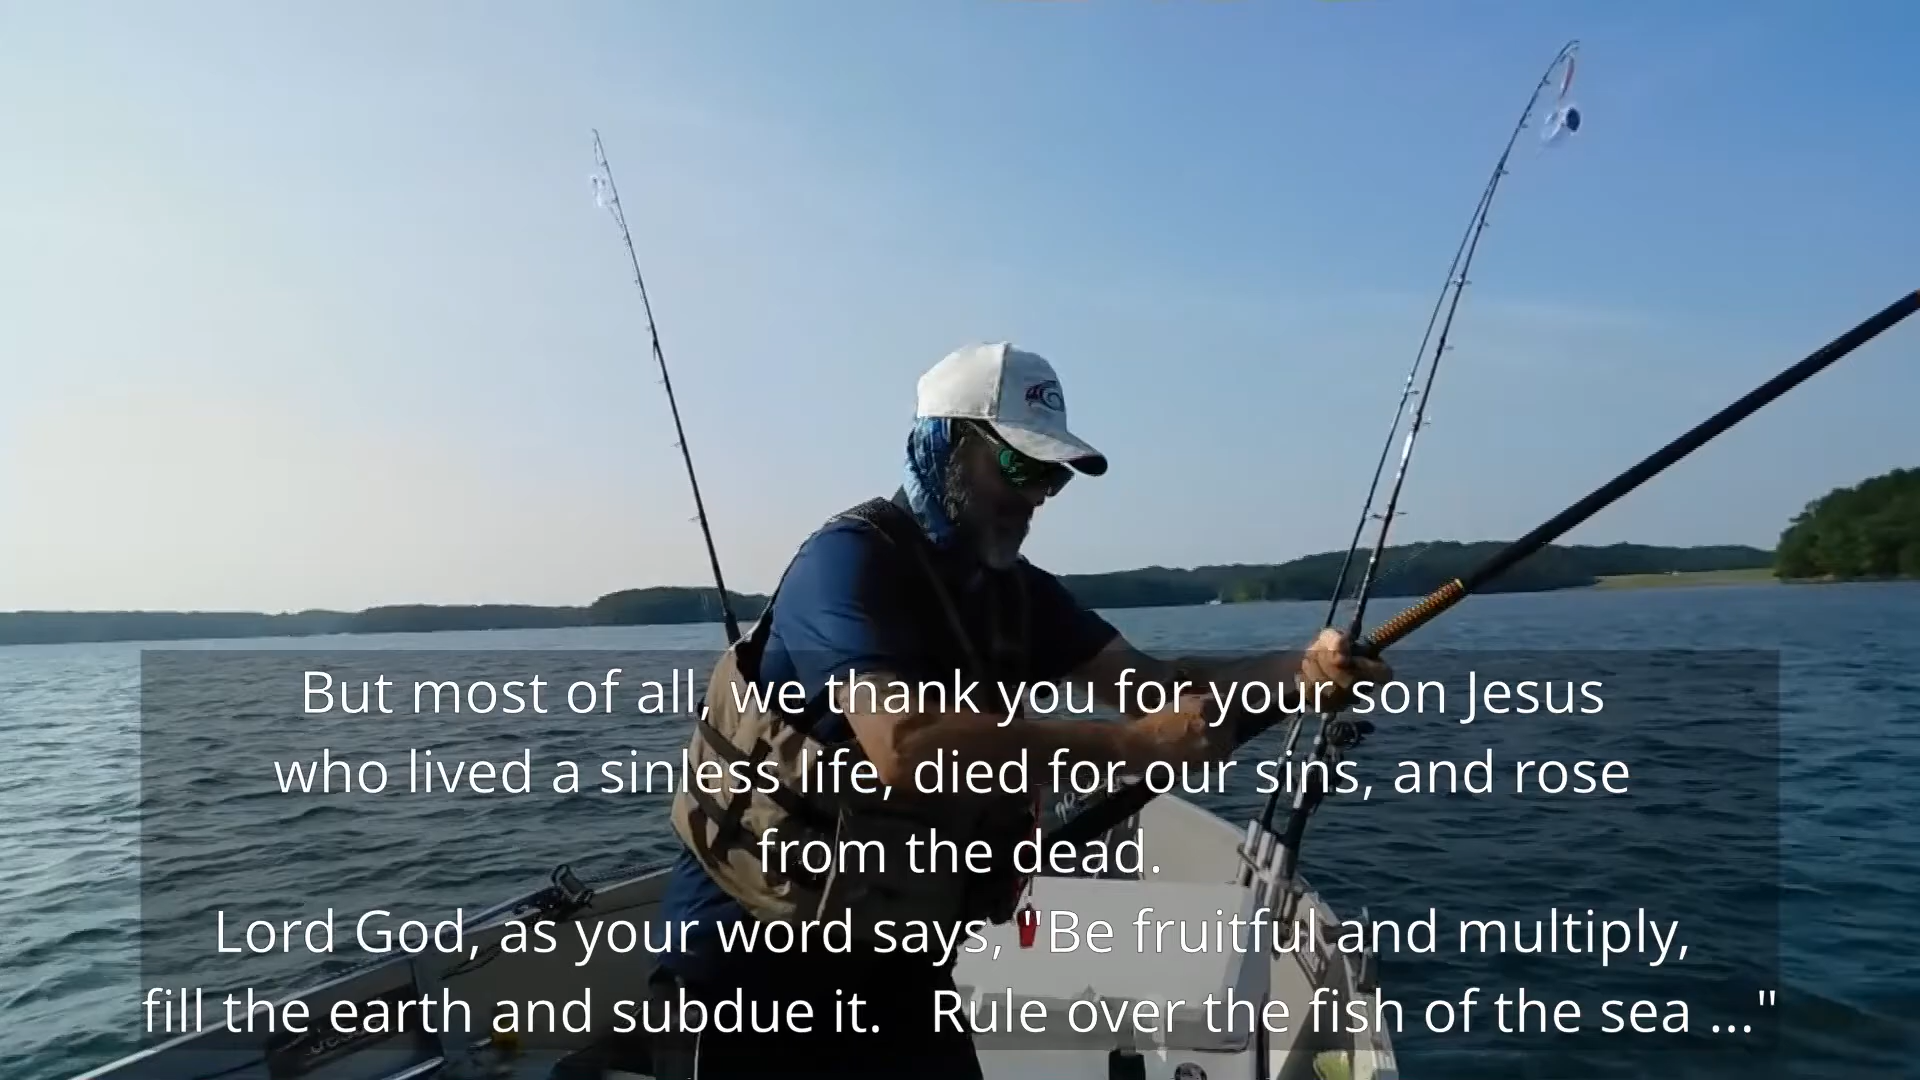 But most of all, we thank you for your son Jesus
who lived a sinless life, died for our sins, and rose
from the dead.
Lord God, as your word says, "Be fruitful and multiply,
fill the earth and subdue it.   Rule over the fish of the sea ..."